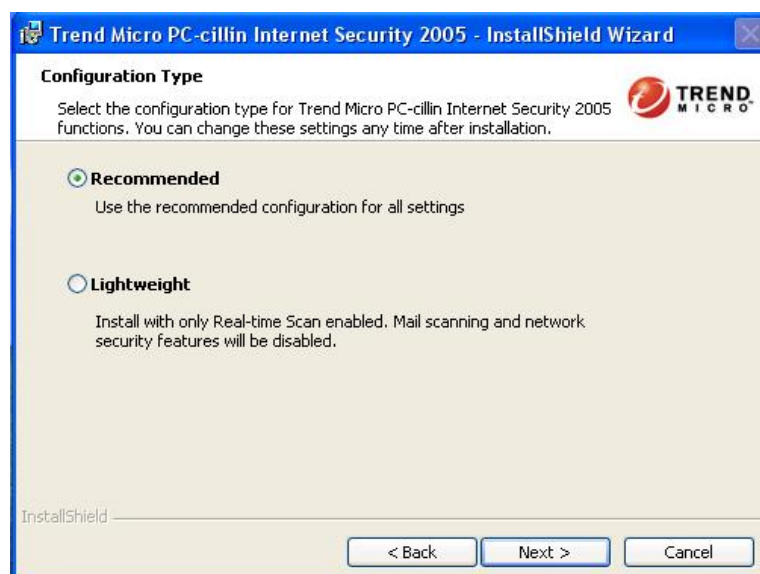 Trend Micro PC-cillin Internet Security 2005 - InstallShield Wizard
Configuration Type
Select the configuration type for Trend Micro PC-cillin Internet Security 2005
functions. You can change these settings any time after installation.
TREND
MICRO
Recommended
Use the recommended configuration for all settings
Lightweight
Install with only Real-time Scan enabled. Mail scanning and network
security features will be disabled.
InstallShield
< Back
Next >
Cancel